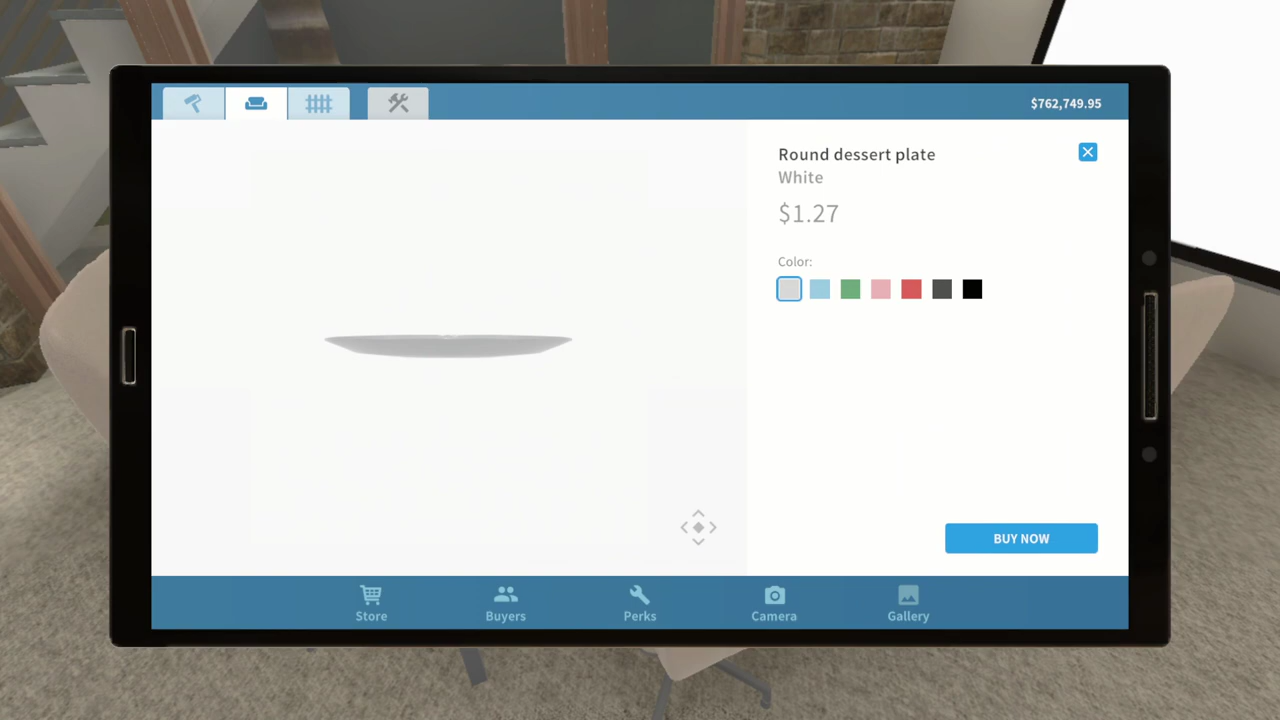 $762,749.95
Round dessert plate
White
$1.27
Color:
BUY NOW
Store
Buyers
Perks
Camera
Gallery